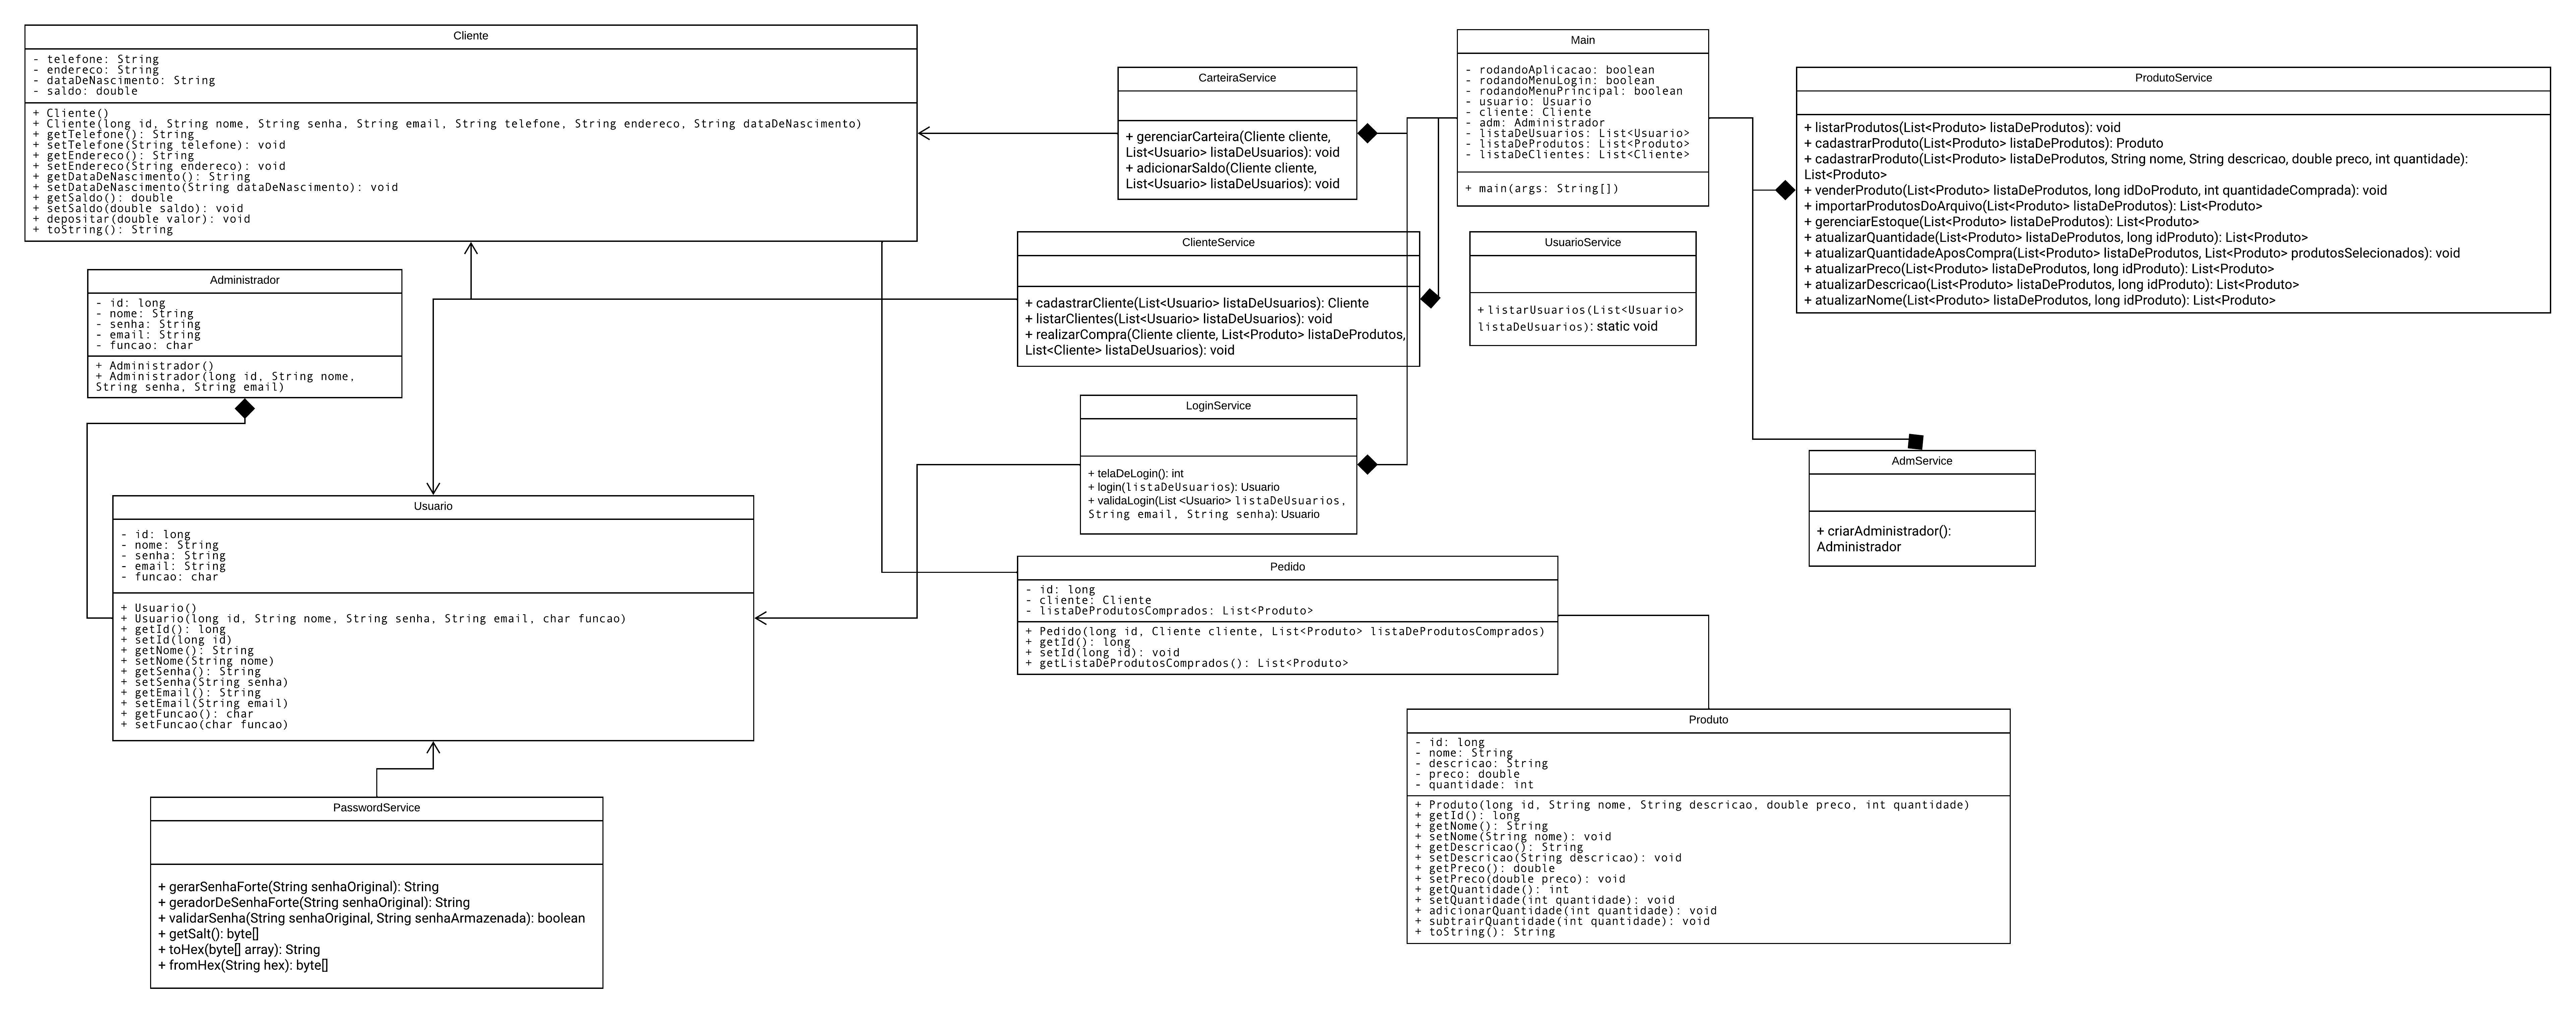 Cliente
- telefone: String
- endereco: String
- dataDeNascimento: String
- saldo: double
+ Cliente()
+ Cliente(long id, String nome, String senha, String email, String telefone, String endereco, String dataDeNascimento)
+ getTelefone(): String
+ setTelefone(String telefone): void
+ getEndereco(): String
+ setEndereco(String endereco): void
+ getDataDeNascimento(): String
+ setDataDeNascimento(String dataDeNascimento): void
+ getSaldo(): double
+ setSaldo(double saldo): void
+ depositar(double valor): void
+ toString(): String
CarteiraService
+ gerenciarCarteira(Cliente cliente,
List<Usuario> listaDeUsuarios): void
+ adicionarSaldo(Cliente cliente,
List<Usuario> listaDeUsuarios): void
Main
- rodandoAplicacao: boolean
- rodandoMenuLogin: boolean
- rodandoMenuPrincipal: boolean
- usuario: Usuario
- cliente: Cliente
- adm: Administrador
- listaDeUsuarios: List<Usuario>
- listaDeProdutos: List<Produto>
- listaDeClientes: List<Cliente>
+ main(args: String[])
ProdutoService
+ listarProdutos(List<Produto> listaDeProdutos): void
+ cadastrarProduto(List<Produto> listaDeProdutos): Produto
+ cadastrarProduto(List<Produto> listaDeProdutos, String nome, String descricao, double preco, int quantidade):
List<Produto>
+ venderProduto(List<Produto> listaDeProdutos, long idDoProduto, int quantidadeComprada): void
+ importarProdutosDoArquivo(List<Produto> listaDeProdutos): List<Produto>
+ gerenciarEstoque(List<Produto> listaDeProdutos): List<Produto>
+ atualizarQuantidade(List<Produto> listaDeProdutos, long idProduto): List<Produto>
+ atualizarQuantidadeAposCompra(List<Produto> listaDeProdutos, List<Produto> produtosSelecionados): void
+ atualizarPreco(List<Produto> listaDeProdutos, long idProduto): List<Produto>
+ atualizarDescricao(List<Produto> listaDeProdutos, long idProduto): List<Produto>
+ atualizarNome(List<Produto> listaDeProdutos, long idProduto): List<Produto>
ClienteService
+ cadastrarCliente(List<Usuario> listaDeUsuarios): Cliente
+ listarClientes(List<Usuario> listaDeUsuarios): void
+ realizarCompra(Cliente cliente, List<Produto> listaDeProdutos,
List<Cliente> listaDeUsuarios): void
UsuarioService
+ listarUsuarios(List<Usuario>
listaDeUsuarios): static void
Administrador
- id: long
- nome: String
- senha: String
- email: String
- funcao: char
+ Administrador()
+ Administrador(long id, String nome,
String senha, String email)
LoginService
+ telaDeLogin(): int
+ login(listaDeUsuarios): Usuario
+ validaLogin(List <Usuario> listaDeUsuarios,
String email, String senha): Usuario
AdmService
+ criarAdministrador():
Administrador
Usuario
- id: long
- nome: String
- senha: String
- email: String
- funcao: char
+ Usuario()
+ Usuario(long id, String nome, String senha, String email, char funcao)
+ getId(): long
+ setId(long id)
+ getNome(): String
+ setNome(String nome)
+ getSenha(): String
+ setSenha(String senha)
+ getEmail(): String
+ setEmail(String email)
+ getFuncao(): char
+ setFuncao(char funcao)
Pedido
- id: long
- cliente: Cliente
- listaDeProdutosComprados: List<Produto>
+ Pedido(long id, Cliente cliente, List<Produto> listaDeProdutosComprados)
+ getId(): long
+ setId(long id): void
+ getListaDeProdutosComprados(): List<Produto>
Produto
- id: long
- nome: String
- descricao: String
- preco: double
- quantidade: int
+ Produto(long id, String nome, String descricao, double preco, int quantidade)
+ getId(): long
+ getNome(): String
+ setNome(String nome): void
+ getDescricao(): String
+ setDescricao(String descricao): void
+ getPreco(): double
+ setPreco(double preco): void
+ getQuantidade(): int
+ setQuantidade(int quantidade): void
+ adicionarQuantidade(int quantidade): void
+ subtrairQuantidade(int quantidade): void
+ toString(): String
PasswordService
+ gerarSenhaForte(String senhaOriginal): String
+ geradorDeSenhaForte(String senhaOriginal): String
+ validarSenha(String senhaOriginal, String senhaArmazenada): boolean
+ getSalt(): byte[]
+ toHex(byte[] array): String
+ fromHex(String hex): byte[]